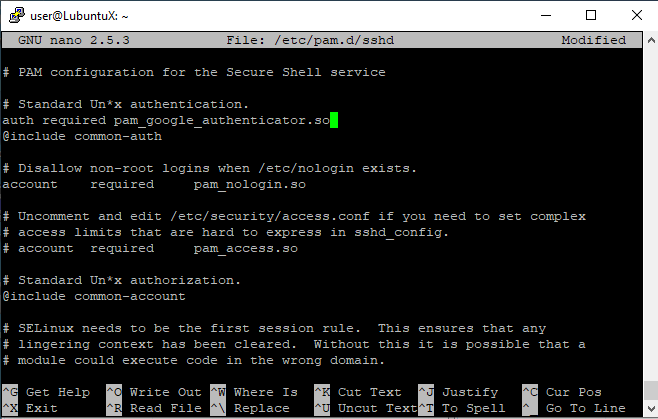 user@LubuntuX: ~
GNU nano 2.5.3 File: /etc/pam.d/sshd Modified
# PAM configuration for the Secure Shell service
# Standard Un*x authentication.
auth required pam_google_authenticator.so
@include common-auth
# Disallow non-root logins when /etc/nologin exists.
account required pam_nologin.so
# Uncomment and edit /etc/security/access.conf if you need to set complex
# access limits that are hard to express in sshd_config.
# account required pam_access.so
# Standard Un*x authorization.
@include common-account
# SELinux needs to be the first session rule. This ensures that any
# lingering context has been cleared. Without this it is possible that a
# module could execute code in the wrong domain.
^G Get Help ^O Write Out ^W Where Is ^K Cut Text ^J Justify ^C Cur Pos
^X Exit ^R Read File ^\ Replace ^U Uncut Text ^T To Spell ^_ Go To Line